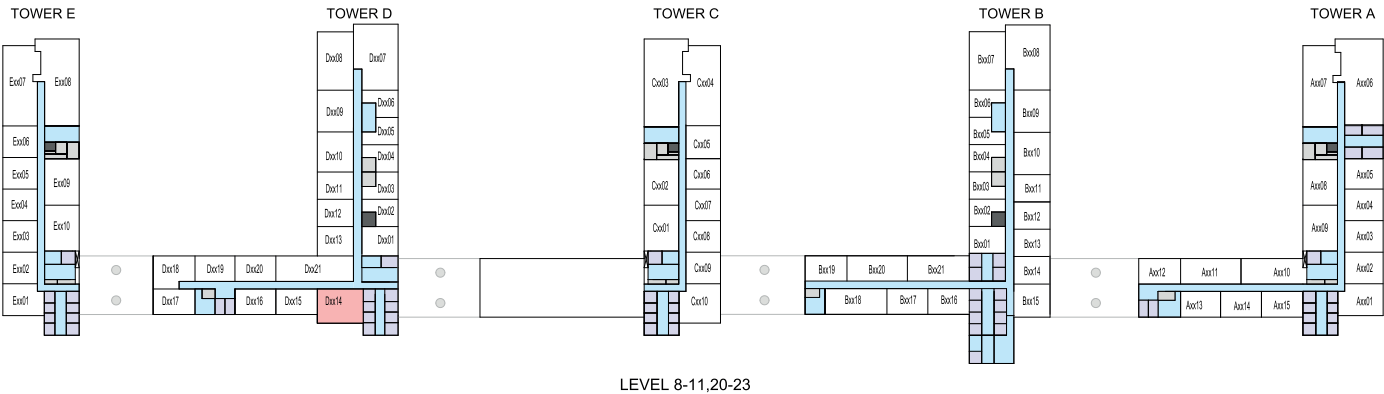 TOWER E
TOWER D
TOWER C
TOWER B
TOWER A
Exx07
Exx08
Exx06
Exx05
Exx04
Exx03
Exx02
Exx01
Exx09
Exx10
Dxx08
Dxx07
Dxx09
Dxx06
Dxx05
Dxx10
Dxx04
Dxx11
Dxx03
Dxx12
Dxx02
Dxx13
Dxx01
Dxx18
Dxx19
Dxx20
Dxx21
Dxx17
Dxx16
Dxx15
Dxx14
Cxx03
Cxx04
Cxx05
Cxx06
Cxx02
Cxx07
Cxx01
Cxx08
Cxx09
Cxx10
Bxx07
Bxx08
Bxx06
Bxx09
Bxx05
Bxx04
Bxx10
Bxx03
Bxx11
Bxx02
Bxx12
Bxx01
Bxx13
Bxx19
Bxx20
Bxx21
Bxx14
Bxx18
Bxx17
Bxx16
Bxx15
Axx07
Axx06
Axx05
Axx08
Axx04
Axx09
Axx03
Axx02
Axx12
Axx11
Axx10
Axx13
Axx14
Axx15
Axx01
LEVEL 8-11,20-23